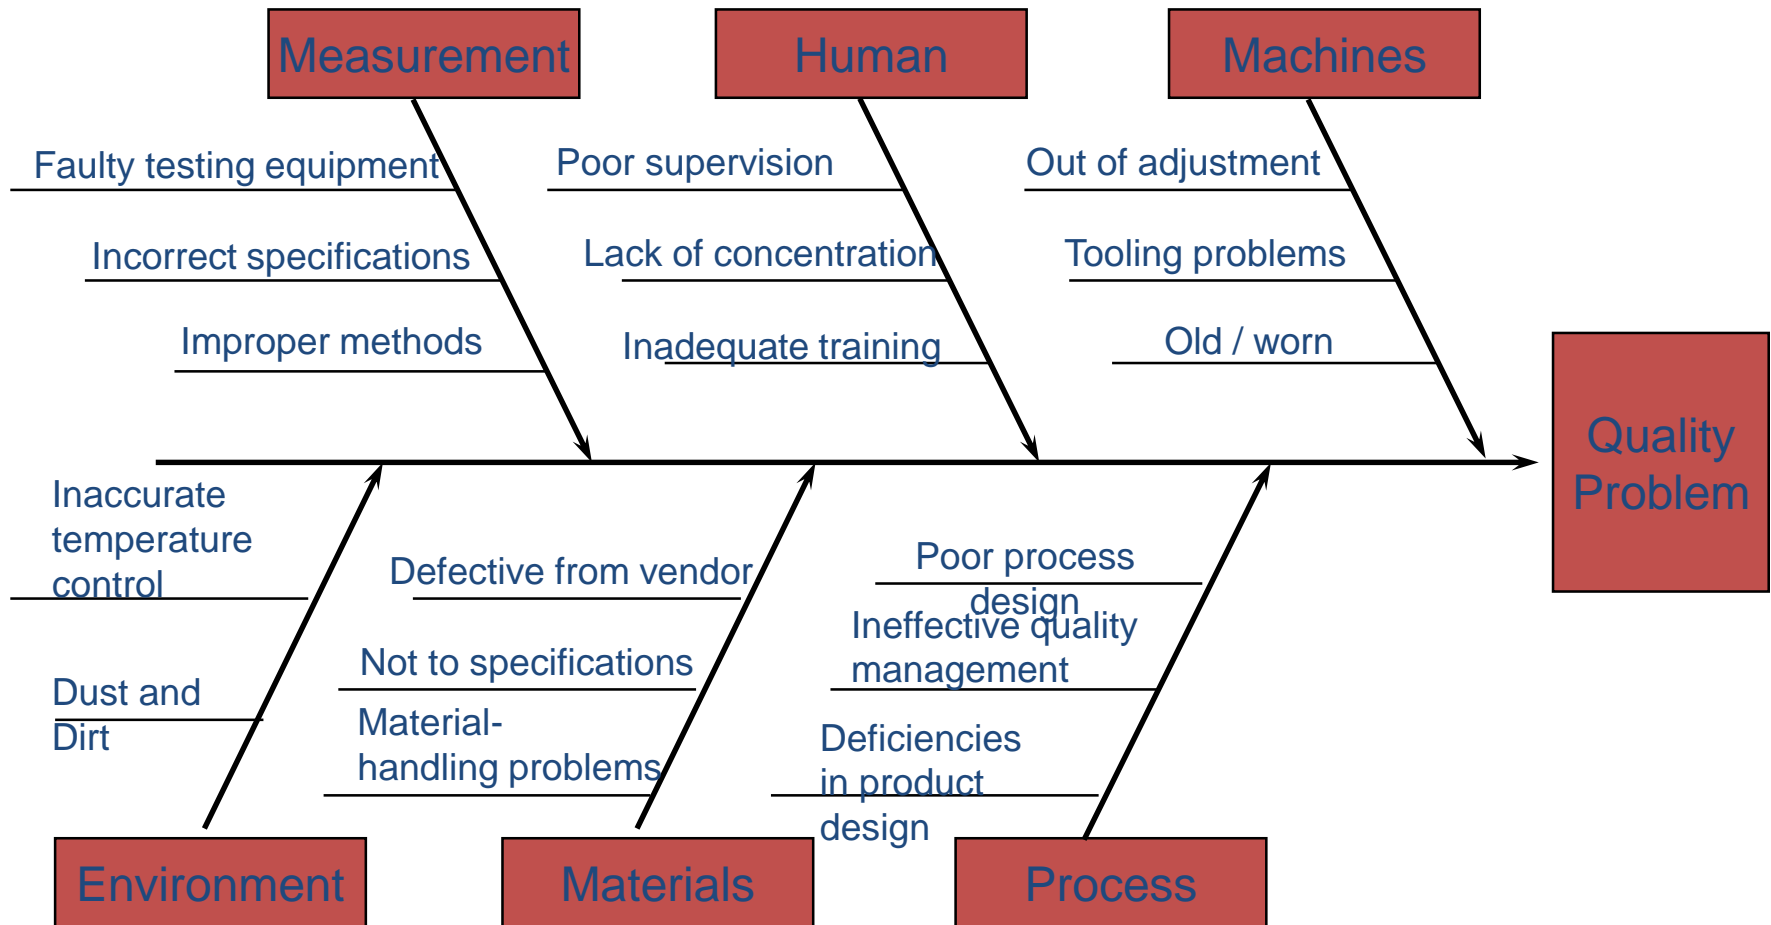 Measurement
Human
Machines
Faulty testing equipment
Poor supervision
Out of adjustment
Incorrect specifications
Lack of concentration
Tooling problems
Improper methods
Inadequate training
Old / worn
Quality
Problem
Inaccurate
temperature
control
Defective from vendor
Poor process
design
Ineffective quality
management
Not to specifications
Dust and
Dirt
Material-
handling problems
Deficiencies
in product
design
Environment
Materials
Process